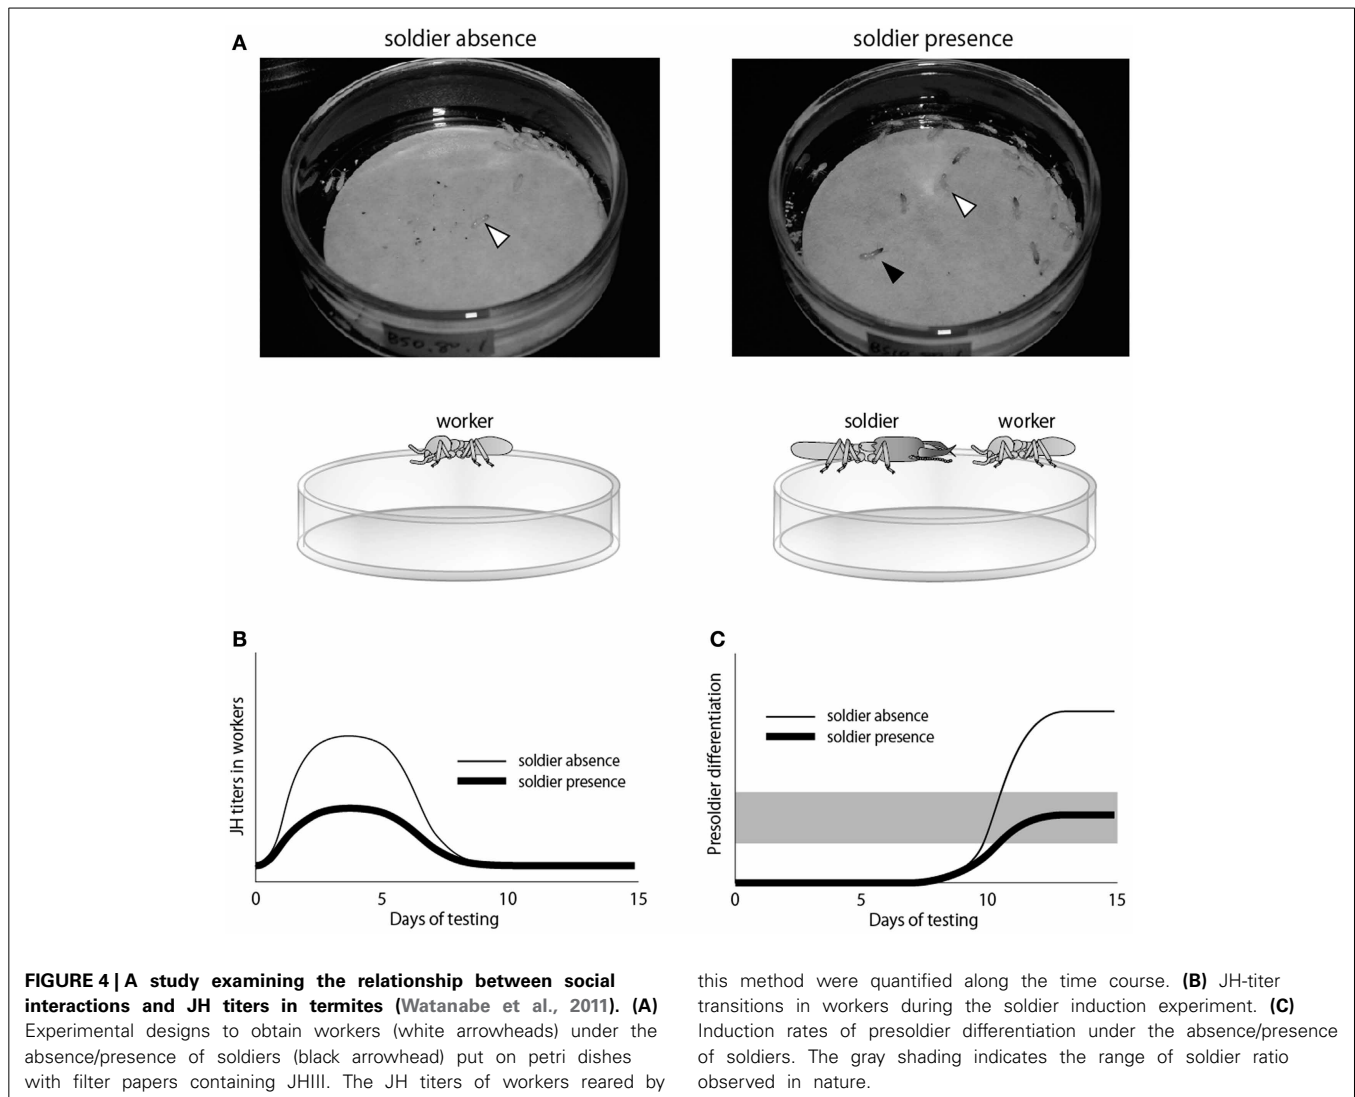 A
soldier absence
soldier presence
worker
soldier
worker
B
JH titers in workers
soldier absence
soldier presence
0
5
10
15
Days of testing
C
Presoldier differentiation
soldier absence
soldier presence
0
5
10
15
Days of testing
FIGURE 4 | A study examining the relationship between social
interactions and JH titers in termites (Watanabe et al., 2011). (A)
Experimental designs to obtain workers (white arrowheads) under the
absence/presence of soldiers (black arrowhead) put on petri dishes
with filter papers containing JHIII. The JH titers of workers reared by
this method were quantified along the time course. (B) JH-titer
transitions in workers during the soldier induction experiment. (C)
Induction rates of presoldier differentiation under the absence/presence
of soldiers. The gray shading indicates the range of soldier ratio
observed in nature.